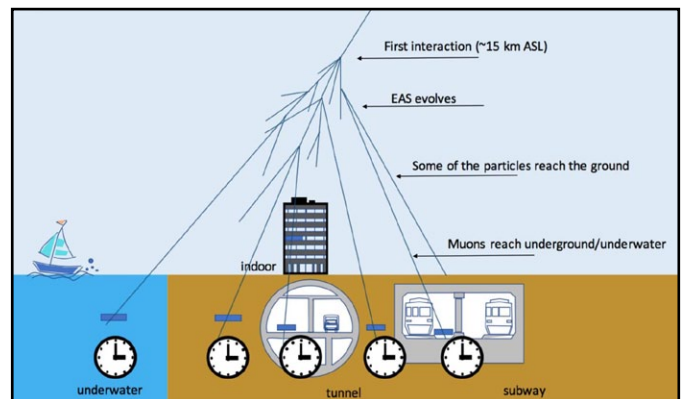 First interaction (~15 km ASL)
EAS evolves
Some of the particles reach the ground
Muons reach underground/underwater
indoor
underwater
tunnel
subway